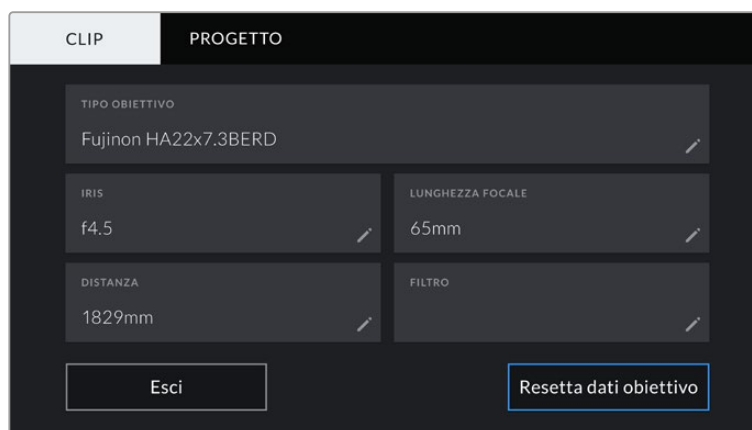 CLIP PROGETTO
TIPO OBIETTIVO
Fujinon HA22x7.3BERD
IRIS LUNGHEZZA FOCALE
f4.5 65mm
DISTANZA FILTRO
1829mm
Esci Resetta dati obiettivo